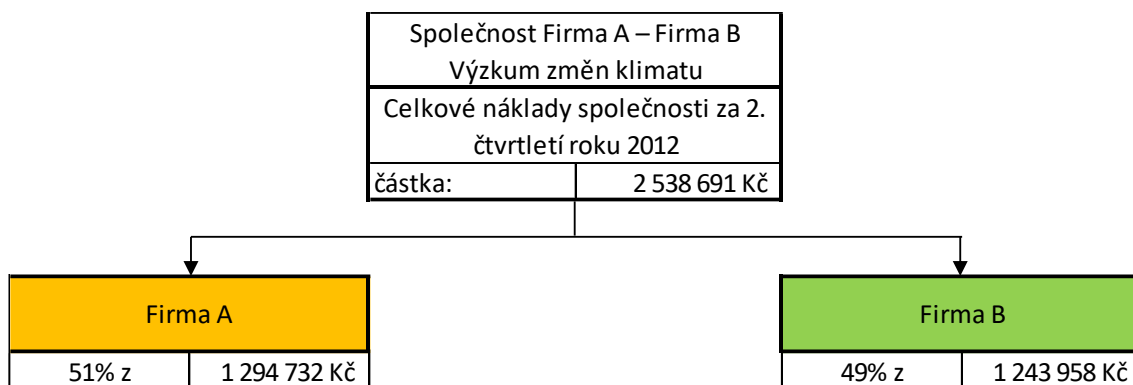 Společnost Firma A – Firma B
Výzkum změn klimatu
Celkové náklady společnosti za 2.
čtvrtletí roku 2012
částka: 2 538 691 Kč
Firma A
51% z 1 294 732 Kč
Firma B
49% z 1 243 958 Kč